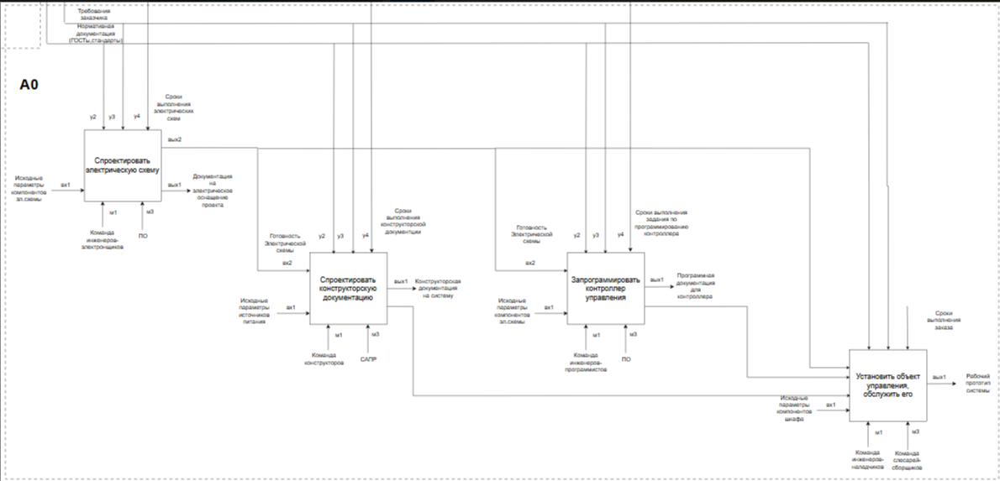 Требования
заказчика
Нормативная
документация
(ГОСТы,стандарты)
А0
Сроки
выполнения
электрических
схем
у2
у3
у4
вых2
Спроектировать
электрическую схему
Исходные
параметры
компонентов
эл.схемы
вх1
вых1
Документация
на
электрическое
оснащение
проекта
м1
м3
Команда
инженеров-
электронщиков
ПО
Сроки
выполнения
конструкторской
документции
Готовность
Электрической
схемы
у2
у3
у4
вх2
Спроектировать
конструкторскую
документацию
вых1
Конструкторская
документация
на систему
Исходные
параметры
источников
питания
вх1
м1
м3
Команда
конструкторов
САПР
Сроки выполнения
задания по
программированию
контроллера
Готовность
Электрической
схемы
у2
у3
у4
вх2
Запрограммировать
контроллер
управления
вых1
Программная
документация
для
контроллера
Исходные
параметры
компонентов
эл.схемы
вх1
м1
м3
Команда
инженеров-
программистов
ПО
Сроки
выполнения
заказа
Установить объект
управления,
обслужить его
вых1
Рабочий
прототип
системы
Исходные
параметры
компонентов
шкафа
вх1
м1
м3
Команда
инженеров-
наладчиков
Команда
слесарей-
сборщиков